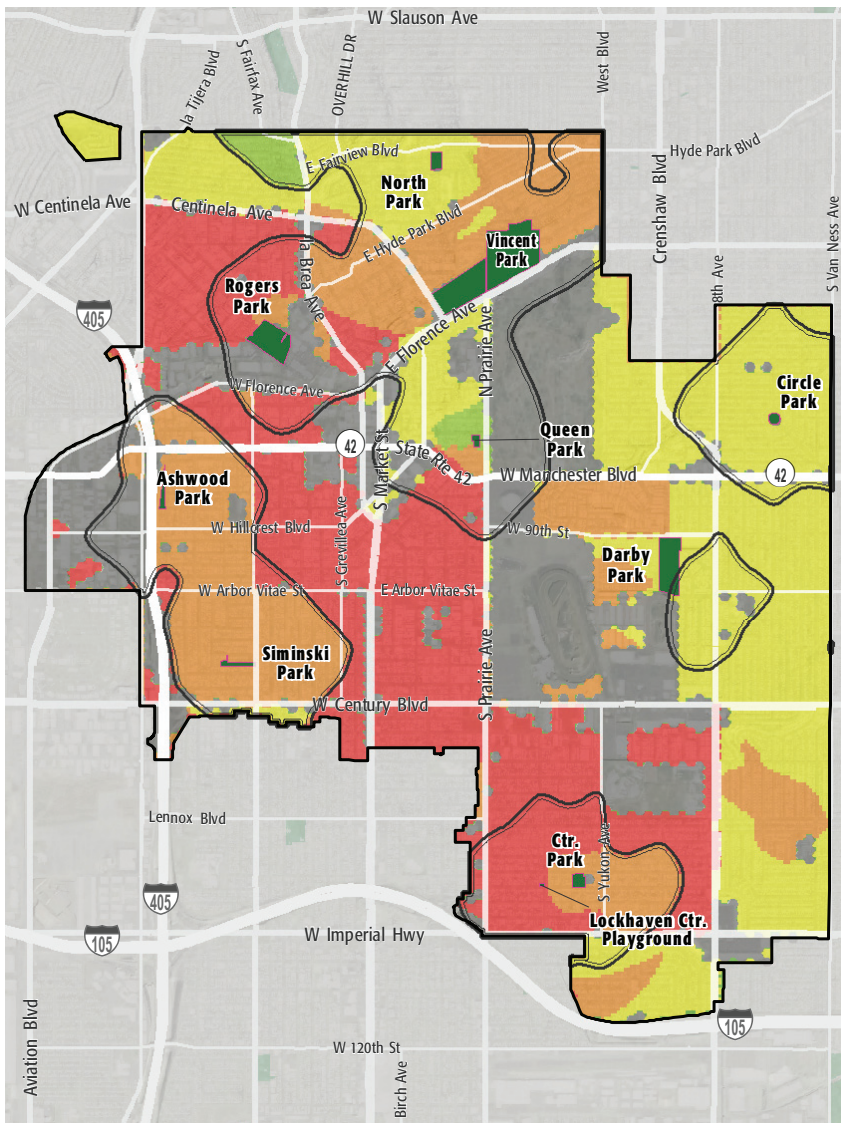 W Slauson Ave
la Tijera Blvd
S Fairfax Ave
OVERHILL DR
West Blvd
Hyde Park Blvd
Crenshaw Blvd
E Fairview Blvd
W Centinela Ave
Centinela Ave
North
Park
E Hyde Park Blvd
Vincent
Park
8th Ave
S Van Ness Ave
la Brea Ave
Rogers
Park
405
E Florence Ave
N Prairie Ave
W Florence Ave
Circle
Park
Queen
Park
42
State Rte 42
S Market St
W Manchester Blvd
42
Ashwood
Park
W Hillcrest Blvd
S Grevillea Ave
W 90th St
Darby
Park
W Arbor Vitae St.
E Arbor Vitae St.
Siminski
Park
S Prairie Ave
W Century Blvd
Lennox Blvd
Ctr.
Park
S Yukon Ave
405
Lockhaven Ctr.
Playground
105
W Imperial Hwy
105
Aviation Blvd
W 120th St
Birch Ave